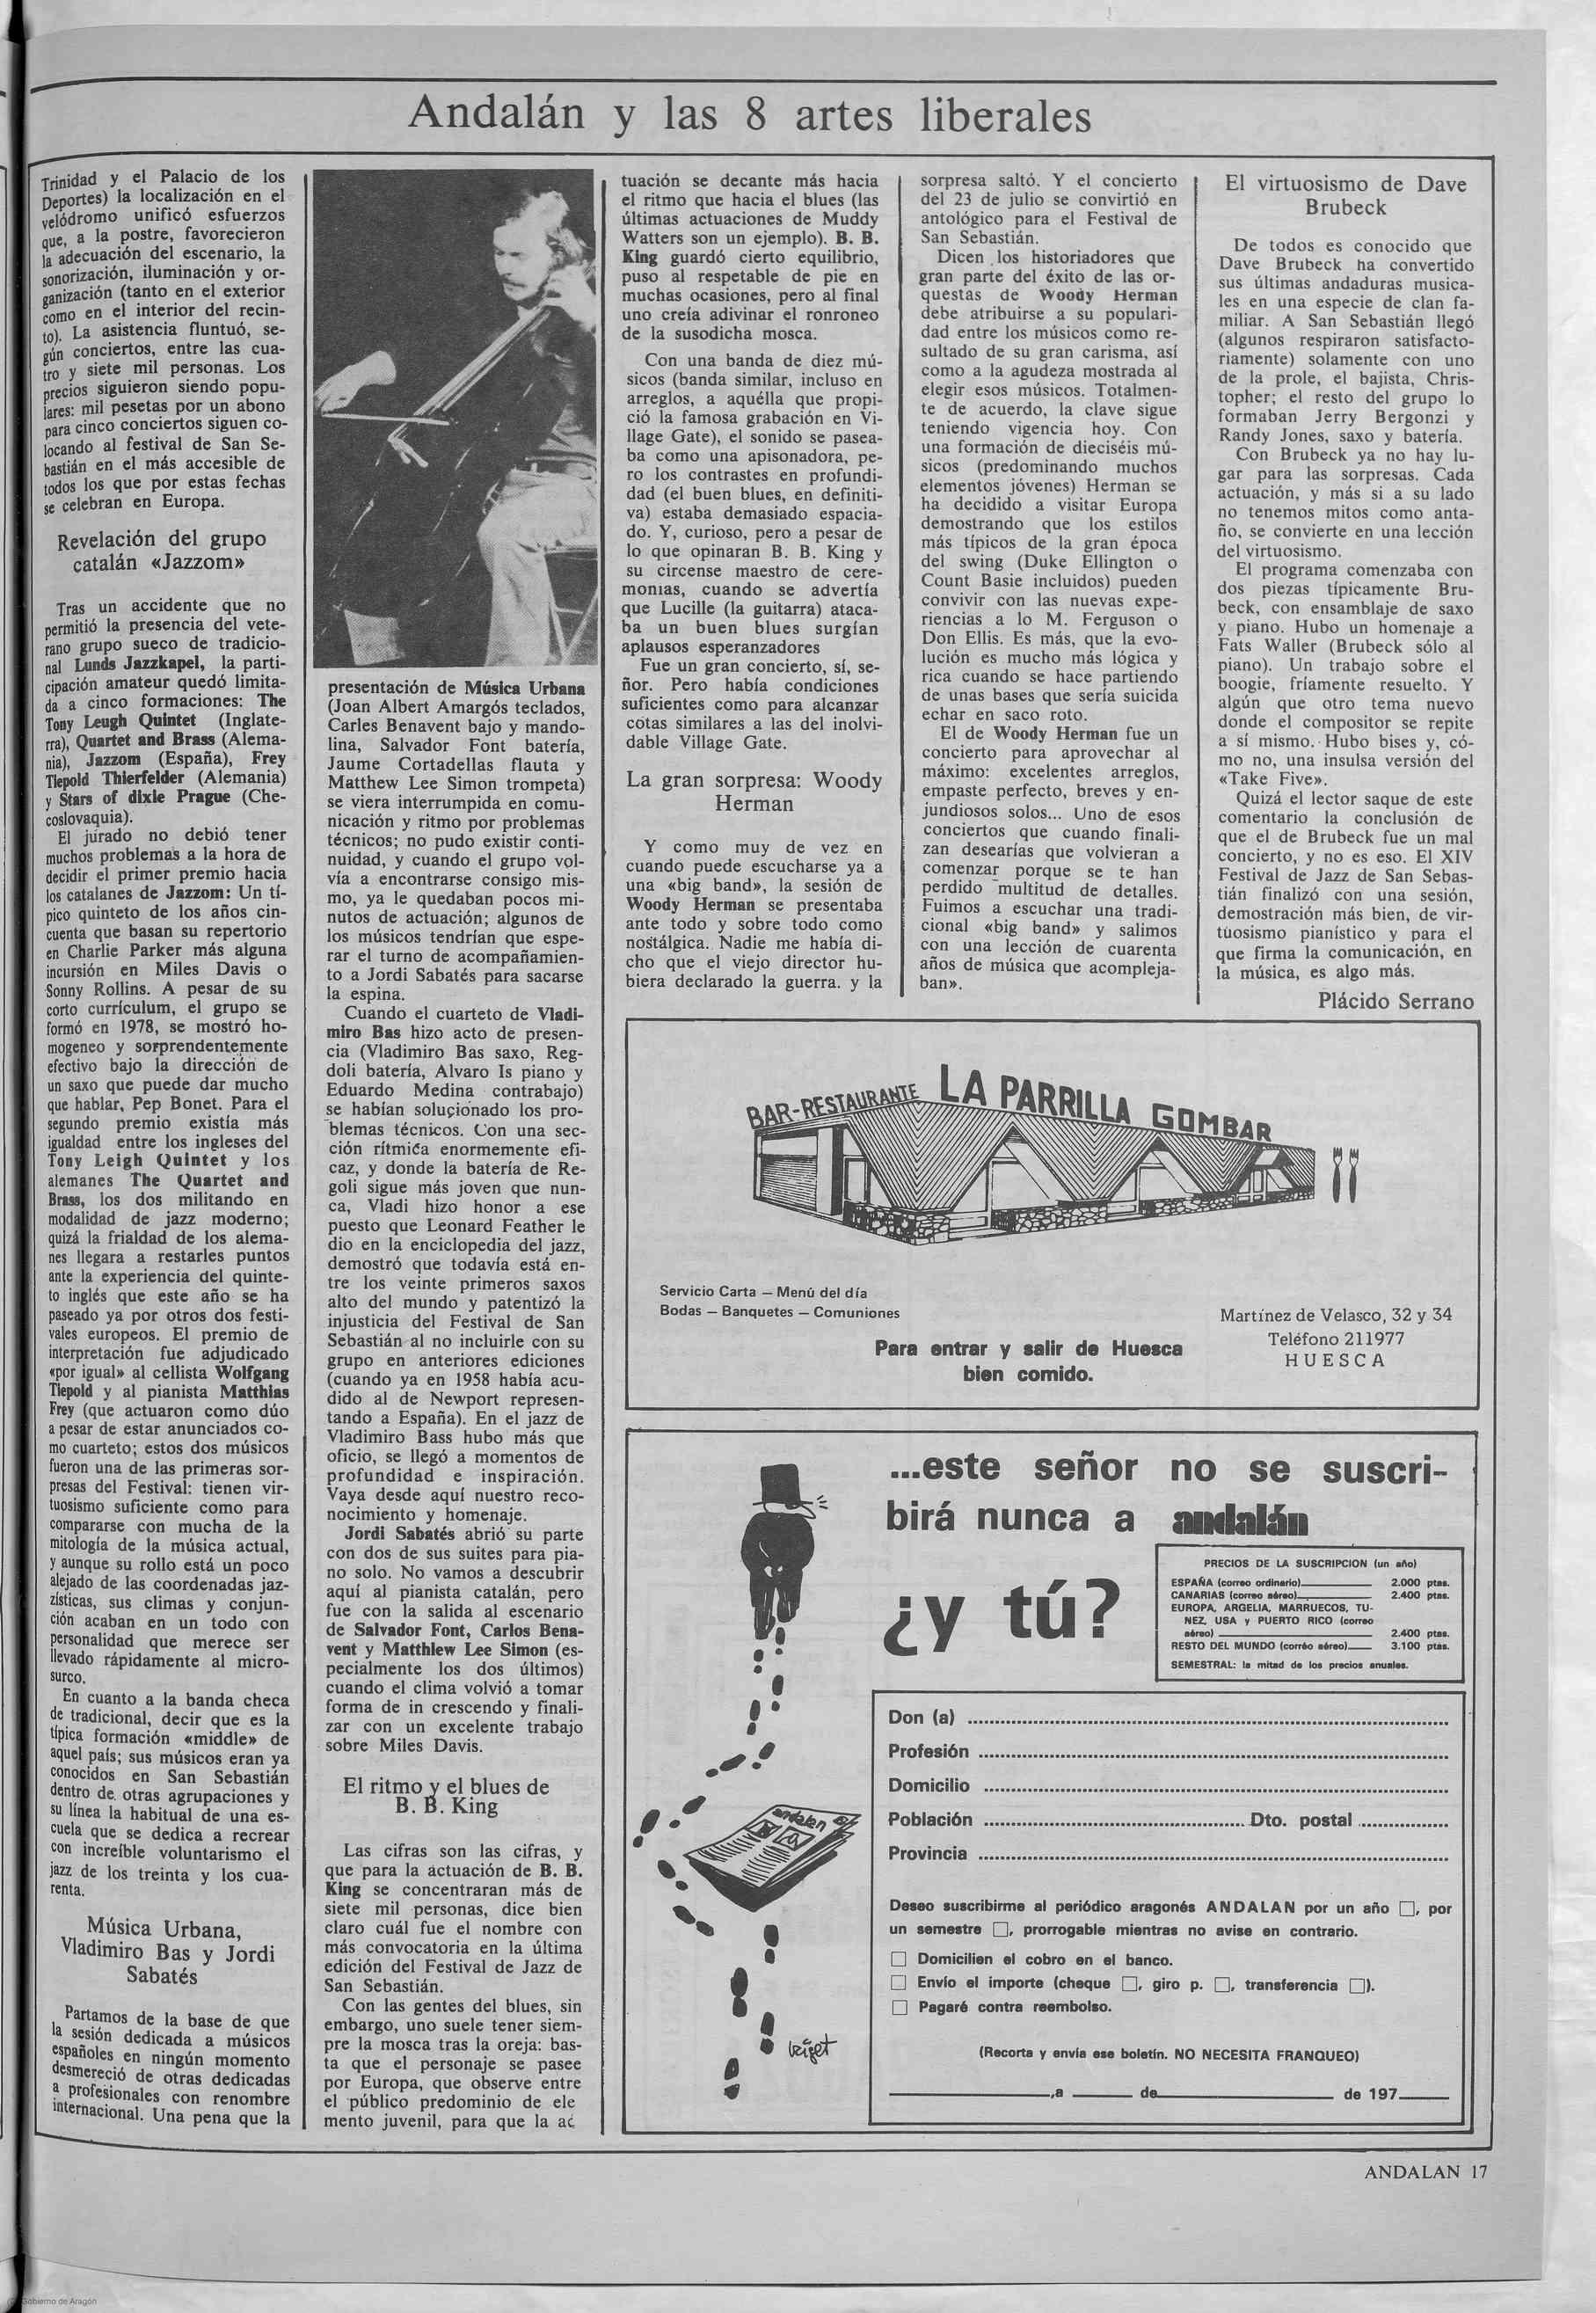 Andalán y las 8 artes liberales
Trinidad y el Palacio de los
Deportes) la localización en el
velódromo unificó esfuerzos
que, a la postre, favorecieron
la adecuación del escenario, la
sonorización, iluminación y or-
ganización (tanto en el exterior
como en el interior del recin-
to). La asistencia fluntuó, se-
gún conciertos, entre las cua-
tro y siete mil personas. Los
precios siguieron siendo popu-
lares: mil pesetas por un abono
para cinco conciertos siguen co-
locando al festival de San Se-
bastián en el más accesible de
todos los que por estas fechas
se celebran en Europa.
Revelación del grupo
catalán «Jazzom»
Tras un accidente que no
permitió la presencia del vete-
rano grupo sueco de tradicio-
nal Lunds Jazzkapel, la parti-
cipación amateur quedó limita-
da a cinco formaciones: The
Tony Leugh Quintet (Inglate-
rra), Quartet and Brass (Alema-
nia), Jazzom (España), Frey
Tiepold Thierfelder (Alemania)
y Stars of dixie Prague (Che-
coslovaquia).
El jurado no debió tener
muchos problemas a la hora de
decidir el primer premio hacia
los catalanes de Jazzom: Un tí-
pico quinteto de los años cin-
cuenta que basan su repertorio
en Charlie Parker más alguna
incursión en Miles Davis o
Sonny Rollins. A pesar de su
corto currículum, el grupo se
formó en 1978, se mostró ho-
mogeneo y sorprendentemente
efectivo bajo la dirección de
un saxo que puede dar mucho
que hablar, Pep Bonet. Para el
segundo premio existía más
igualdad entre los ingleses del
Tony Leigh Quintet y los
alemanes The Quartet and
Brass, los dos militando en
modalidad de jazz moderno;
quizá la frialdad de los alema-
nes llegara a restarles puntos
ante la experiencia del quinte-
to inglés que este año se ha
paseado ya por otros dos festi-
vales europeos. El premio de
interpretación fue adjudicado
«por igual» al cellista Wolfgang
Tiepold y al pianista Matthias
Frey (que actuaron como dúo
a pesar de estar anunciados co-
mo cuarteto; estos dos músicos
fueron una de las primeras sor-
presas del Festival: tienen vir-
tuosismo suficiente como para
compararse con mucha de la
mitología de la música actual,
y aunque su rollo está un poco
alejado de las coordenadas jaz-
zísticas, sus climas y conjun-
ción acaban en un todo con
personalidad que merece ser
llevado rápidamente al micro-
surco.
En cuanto a la banda checa
de tradicional, decir que es la
típica formación «middle» de
aquel país; sus músicos eran ya
conocidos en San Sebastián
dentro de otras agrupaciones y
su línea la habitual de una es-
cuela que se dedica a recrear
con increíble voluntarismo el
jazz de los treinta y los cua-
renta.
Música Urbana,
Vladimiro Bas y Jordi
Sabatés
Partamos de la base de que
la sesión dedicada a músicos
españoles en ningún momento
desmereció de otras dedicadas
a profesionales con renombre
internacional. Una pena que la
presentación de Música Urbana
(Joan Albert Amargós teclados,
Carles Benavent bajo y mando-
lina, Salvador Font batería,
Jaume Cortadellas flauta y
Matthew Lee Simon trompeta)
se viera interrumpida en comu-
nicación y ritmo por problemas
técnicos; no pudo existir conti-
nuidad, y cuando el grupo vol-
vía a encontrarse consigo mis-
mo, ya le quedaban pocos mi-
nutos de actuación; algunos de
los músicos tendrían que espe-
rar el turno de acompañamien-
to a Jordi Sabatés para sacarse
la espina.
Cuando el cuarteto de Vladi-
miro Bas hizo acto de presen-
cia (Vladimiro Bas saxo, Reg-
doli batería, Alvaro Is piano y
Eduardo Medina contrabajo)
se habían solucionado los pro-
blemas técnicos. Con una sec-
ción rítmica enormemente efi-
caz, y donde la batería de Re-
goli sigue más joven que nun-
ca, Vladi hizo honor a ese
puesto que Leonard Feather le
dio en la enciclopedia del jazz,
demostró que todavía está en-
tre los veinte primeros saxos
alto del mundo y patentizó la
injusticia del Festival de San
Sebastián al no incluirle con su
grupo en anteriores ediciones
(cuando ya en 1958 había acu-
dido al de Newport represen-
tando a España). En el jazz de
Vladimiro Bass hubo más que
oficio, se llegó a momentos de
profundidad e inspiración.
Vaya desde aquí nuestro reco-
nocimiento y homenaje.
Jordi Sabatés abrió su parte
con dos de sus suites para pia-
no solo. No vamos a descubrir
aquí al pianista catalán, pero
fue con la salida al escenario
de Salvador Font, Carlos Bena-
vent y Matthlew Lee Simon (es-
pecialmente los dos últimos)
cuando el clima volvió a tomar
forma de in crescendo y finali-
zar con un excelente trabajo
sobre Miles Davis.
El ritmo y el blues de
B. B. King
Las cifras son las cifras, y
que para la actuación de B. B.
King se concentraran más de
siete mil personas, dice bien
claro cuál fue el nombre con
más convocatoria en la última
edición del Festival de Jazz de
San Sebastián.
Con las gentes del blues, sin
embargo, uno suele tener siem-
pre la mosca tras la oreja: bas-
ta que el personaje se pasee
por Europa, que observe entre
el público predominio de ele
mento juvenil, para que la ac
tuación se decante más hacia
el ritmo que hacia el blues (las
últimas actuaciones de Muddy
Watters son un ejemplo). B. B.
King guardó cierto equilibrio,
puso al respetable de pie en
muchas ocasiones, pero al final
uno creía adivinar el ronroneo
de la susodicha mosca.
Con una banda de diez mú-
sicos (banda similar, incluso en
arreglos, a aquélla que propi-
ció la famosa grabación en Vi-
llage Gate), el sonido se pasea-
ba como una apisonadora, pe-
ro los contrastes en profundi-
dad (el buen blues, en definiti-
va) estaba demasiado espacia-
do. Y, curioso, pero a pesar de
lo que opinaran B. B. King y
su circense maestro de cere-
monias, cuando se advertía
que Lucille (la guitarra) ataca-
ba un buen blues surgían
aplausos esperanzadores
Fue un gran concierto, sí, se-
ñor. Pero había condiciones
suficientes como para alcanzar
cotas similares a las del inolvi-
dable Village Gate.
La gran sorpresa: Woody
Herman
Y como muy de vez en
cuando puede escucharse ya a
una «big band», la sesión de
Woody Herman se presentaba
ante todo y sobre todo como
nostálgica. Nadie me había di-
cho que el viejo director hu-
biera declarado la guerra. y la
sorpresa saltó. Y el concierto
del 23 de julio se convirtió en
antológico para el Festival de
San Sebastián.
Dicen los historiadores que
gran parte del éxito de las or-
questas de Woody Herman
debe atribuirse a su populari-
dad entre los músicos como re-
sultado de su gran carisma, así
como a la agudeza mostrada al
elegir esos músicos. Totalmen-
te de acuerdo, la clave sigue
teniendo vigencia hoy. Con
una formación de dieciséis mú-
sicos (predominando muchos
elementos jóvenes) Herman se
ha decidido a visitar Europa
demostrando que los estilos
más típicos de la gran época
del swing (Duke Ellington o
Count Basie incluidos) pueden
convivir con las nuevas expe-
riencias a lo M. Ferguson o
Don Ellis. Es más, que la evo-
lución es mucho más lógica y
rica cuando se hace partiendo
de unas bases que sería suicida
echar en saco roto.
El de Woody Herman fue un
concierto para aprovechar al
máximo: excelentes arreglos,
empaste perfecto, breves y en-
jundiosos solos... Uno de esos
conciertos que cuando finali-
zan desearías que volvieran a
comenzar porque se te han
perdido multitud de detalles.
Fuimos a escuchar una tradi-
cional «big band» y salimos
con una lección de cuarenta
años de música que acompleja-
ban».
El virtuosismo de Dave
Brubeck
De todos es conocido que
Dave Brubeck ha convertido
sus últimas andaduras musica-
les en una especie de clan fa-
miliar. A San Sebastián llegó
(algunos respiraron satisfacto-
riamente) solamente con uno
de la prole, el bajista, Chris-
topher; el resto del grupo lo
formaban Jerry Bergonzi y
Randy Jones, saxo y batería.
Con Brubeck ya no hay lu-
gar para las sorpresas. Cada
actuación, y más si a su lado
no tenemos mitos como anta-
ño, se convierte en una lección
del virtuosismo.
El programa comenzaba con
dos piezas típicamente Bru-
beck, con ensamblaje de saxo
y piano. Hubo un homenaje a
Fats Waller (Brubeck sólo al
piano). Un trabajo sobre el
boogie, fríamente resuelto. Y
algún que otro tema nuevo
donde el compositor se repite
a sí mismo. Hubo bises y, có-
mo no, una insulsa versión del
«Take Five».
Quizá el lector saque de este
comentario la conclusión de
que el de Brubeck fue un mal
concierto, y no es eso. El XIV
Festival de Jazz de San Sebas-
tián finalizó con una sesión,
demostración más bien, de vir-
tuosismo pianístico y para el
que firma la comunicación, en
la música, es algo más.
Plácido Serrano
BAR-RESTAURANTE LA PARRILLA GOMBAR
Servicio Carta — Menú del día
Bodas — Banquetes — Comuniones
Para entrar y salir de Huesca
bien comido.
Martínez de Velasco, 32 y 34
Teléfono 211977
HUESCA
...este señor no se suscri-
birá nunca a andalán
¿y tú?
PRECIOS DE LA SUSCRIPCION (un año)
ESPAÑA (correo ordinario) 2.000 ptas.
CANARIAS (correo aéreo) 2.400 ptas.
EUROPA, ARGELIA, MARRUECOS, TU-
NEZ, USA y PUERTO RICO (correo
aéreo) 2.400 ptas.
RESTO DEL MUNDO (corréo aéreo) 3.100 ptas.
SEMESTRAL: la mitad de los precios anuales.
andalan
Don (a)
Profesión
Domicilio
Población Dto. postal
Provincia
Deseo suscribirme al periódico aragonés ANDALAN por un año □, por
un semestre □, prorrogable mientras no avise en contrario.
□ Domicilien el cobro en el banco.
□ Envío el importe (cheque □, giro p. □, transferencia □).
□ Pagaré contra reembolso.
(Recorta y envía ese boletín. NO NECESITA FRANQUEO)
,a de de 197
ANDALAN 17
Gobierno de Aragón